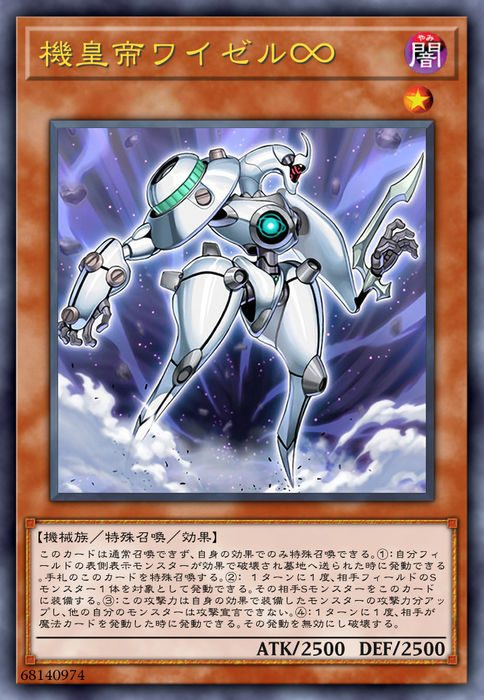 機皇帝ワイゼル∞
やみ
闇
【機械族／特殊召喚／効果】
このカードは通常召喚できず、自身の効果でのみ特殊召喚できる。①：自分フィ
ールドの表側表示モンスターが効果で破壊され墓地へ送られた時に発動できる
。手札のこのカードを特殊召喚する。②：１ターンに１度、相手フィールドのS
モンスター１体を対象として発動できる。その相手Sモンスターをこのカード
に装備する。③：この攻撃力は自身の効果で装備したモンスターの攻撃力分アッ
プし、他の自分のモンスターは攻撃宣言できない。④：１ターンに１度、相手が
魔法カードを発動した時に発動できる。その発動を無効にし破壊する。
ATK/2500 DEF/2500
68140974